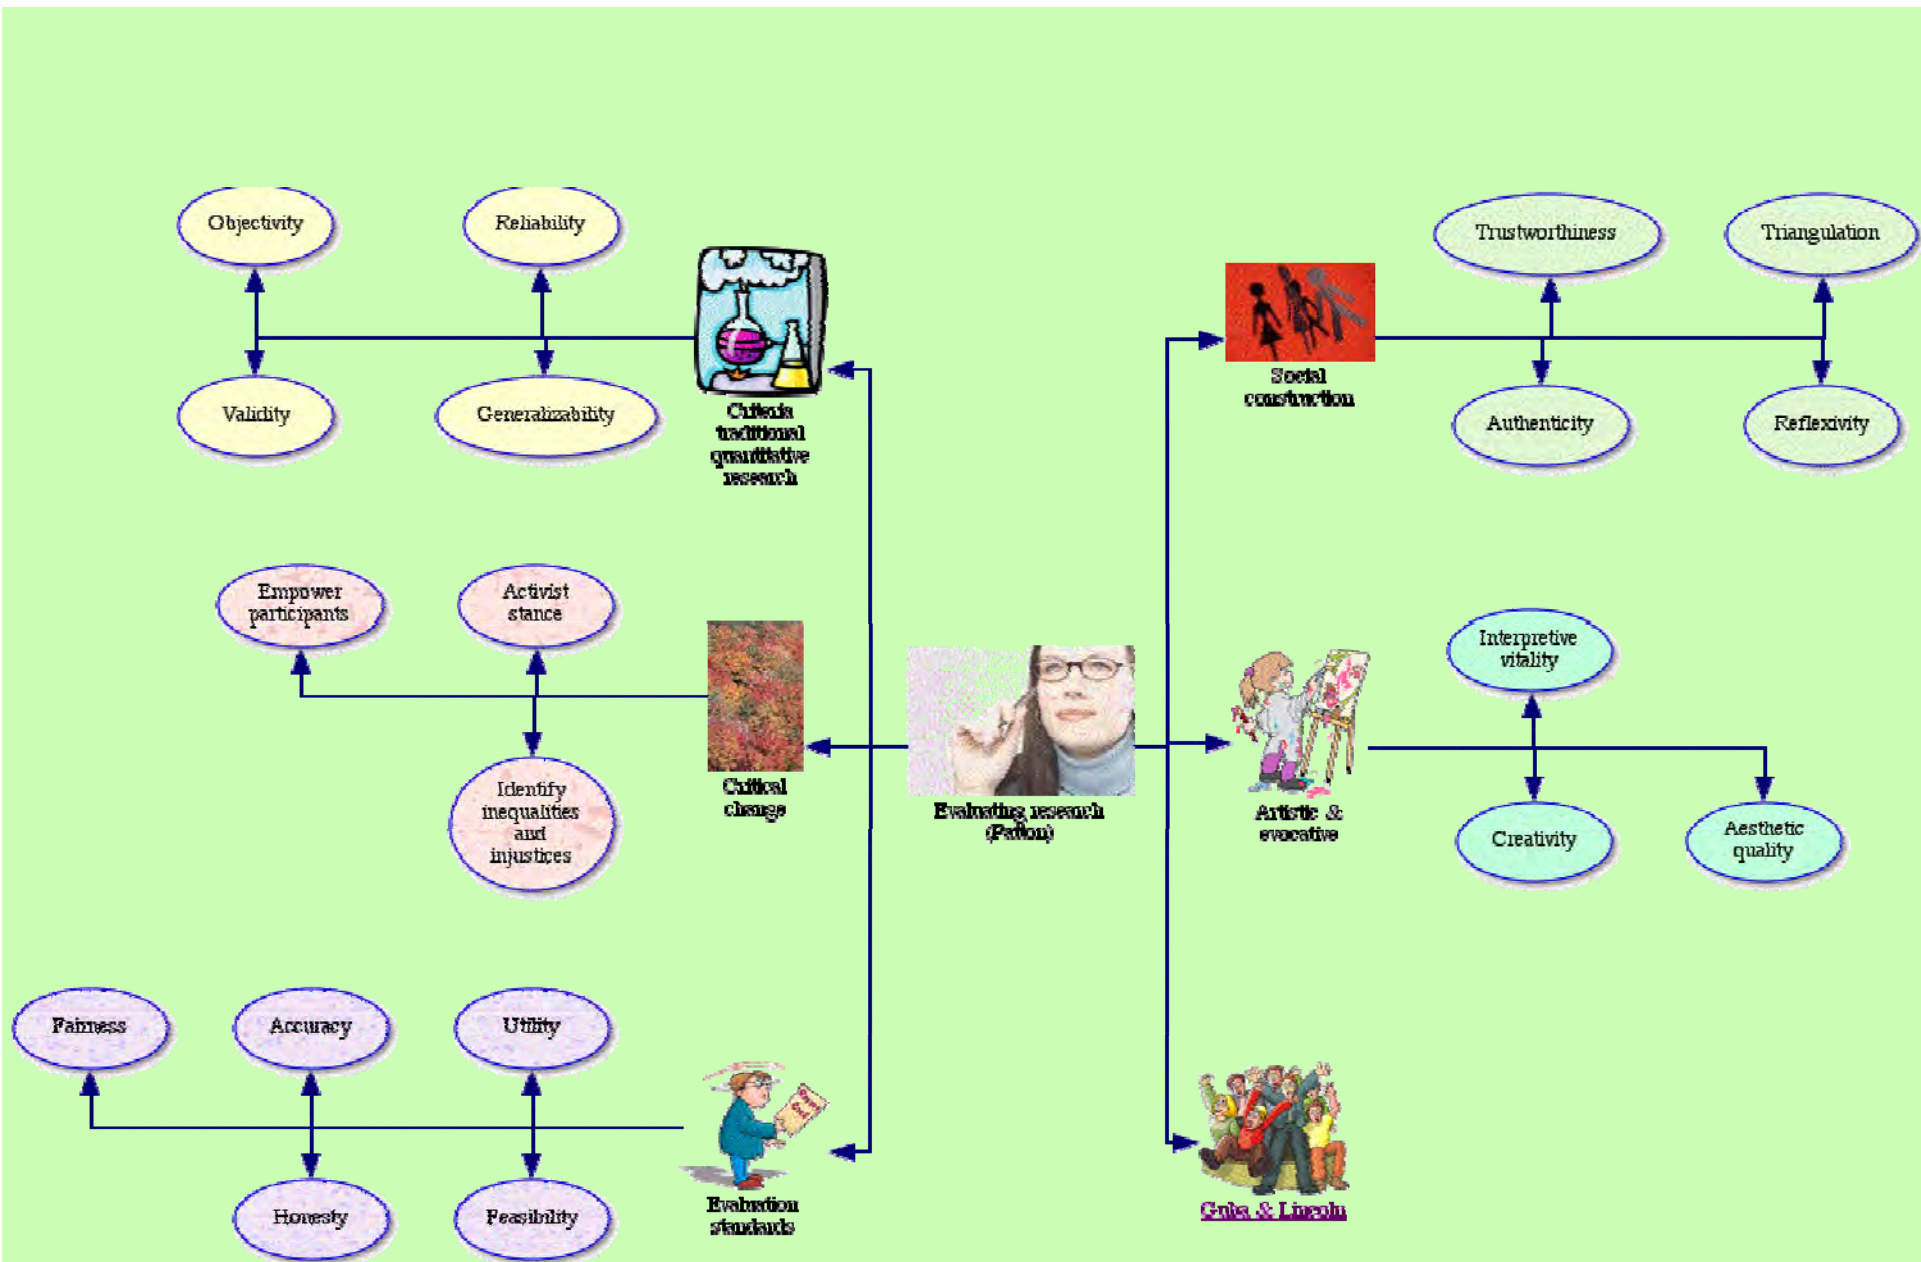 Objectivity
Reliability
Validity
Generalizability
Criteria
traditional
quantitative
research
Empower
participants
Activist
stance
Identify
inequalities
and
injustices
Critical
change
Fairness
Accuracy
Utility
Honesty
Feasibility
Evaluation
standards
Evaluating research
(Patton)
Social
construction
Trustworthiness
Triangulation
Authenticity
Reflexivity
Artistic &
evocative
Interpretive
vitality
Creativity
Aesthetic
quality
Guba & Lincoln